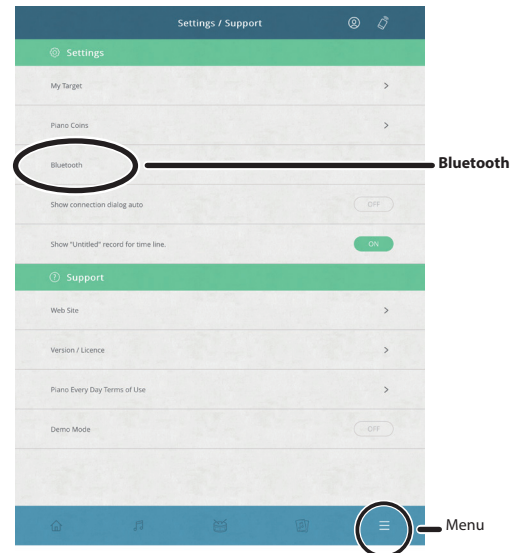 Settings / Support
Settings
My Target
Piano Coins
Bluetooth
Bluetooth
Show connection dialog auto
OFF
Show "Untitled" record for time line.
ON
Support
Web Site
Version / Licence
Piano Every Day Terms of Use
Demo Mode
OFF
Menu